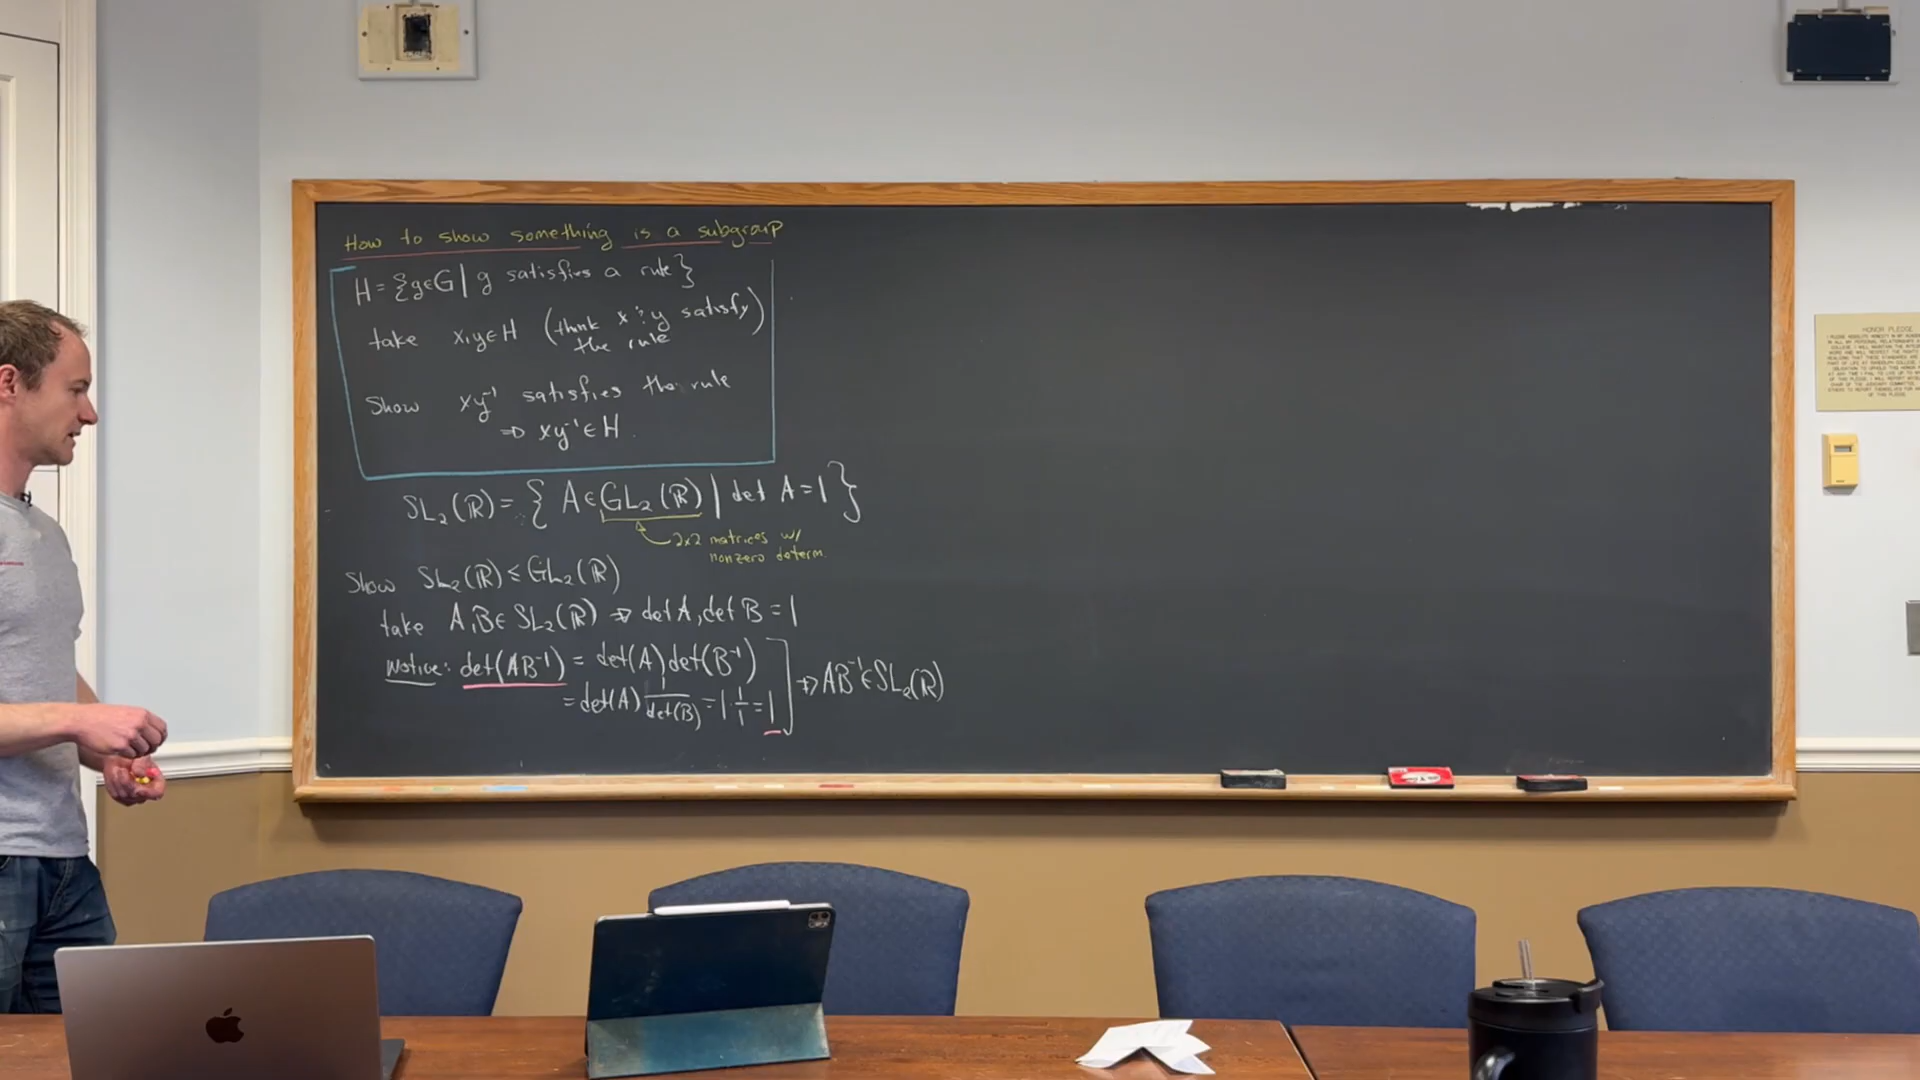 How to show something is a subgroup
H = {g∈G | g satisfies a rule}
take x,y∈H (think x & y satisfy the rule)
Show xy⁻¹ satisfies the rule
⇒ xy⁻¹∈H.
SL₂(ℝ) = { A∈GL₂(ℝ) | det A = 1 }
2x2 matrices w/
nonzero determ.
Show SL₂(ℝ) ≤ GL₂(ℝ)
take A,B∈SL₂(ℝ) ⇒ det A, det B = 1
notice: det(AB⁻¹) = det(A)det(B⁻¹)
= det(A) 1/det(B) = 1·1/1 = 1 ] ⇒ AB⁻¹∈SL₂(ℝ)
HONOR PLEDGE